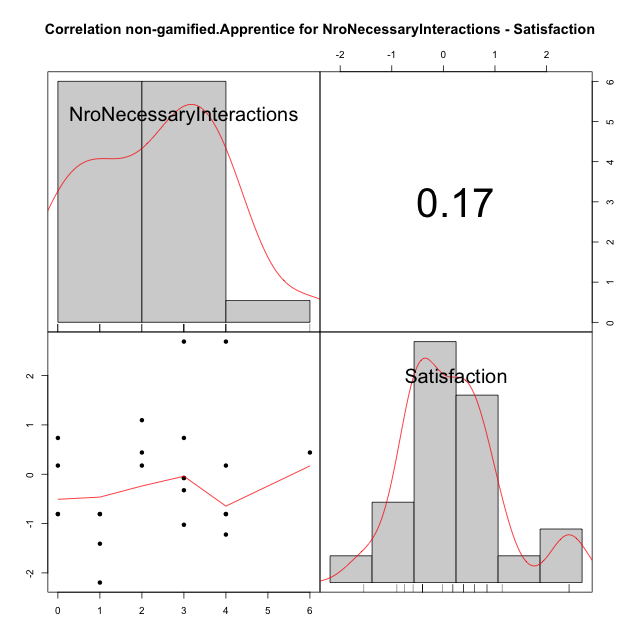 Correlation non-gamified.Apprentice for NroNecessaryInteractions - Satisfaction
-2 -1 0 1 2
NroNecessaryInteractions
0.17
6
5
4
3
2
1
0
Satisfaction
2
1
0
-1
-2
0 1 2 3 4 5 6